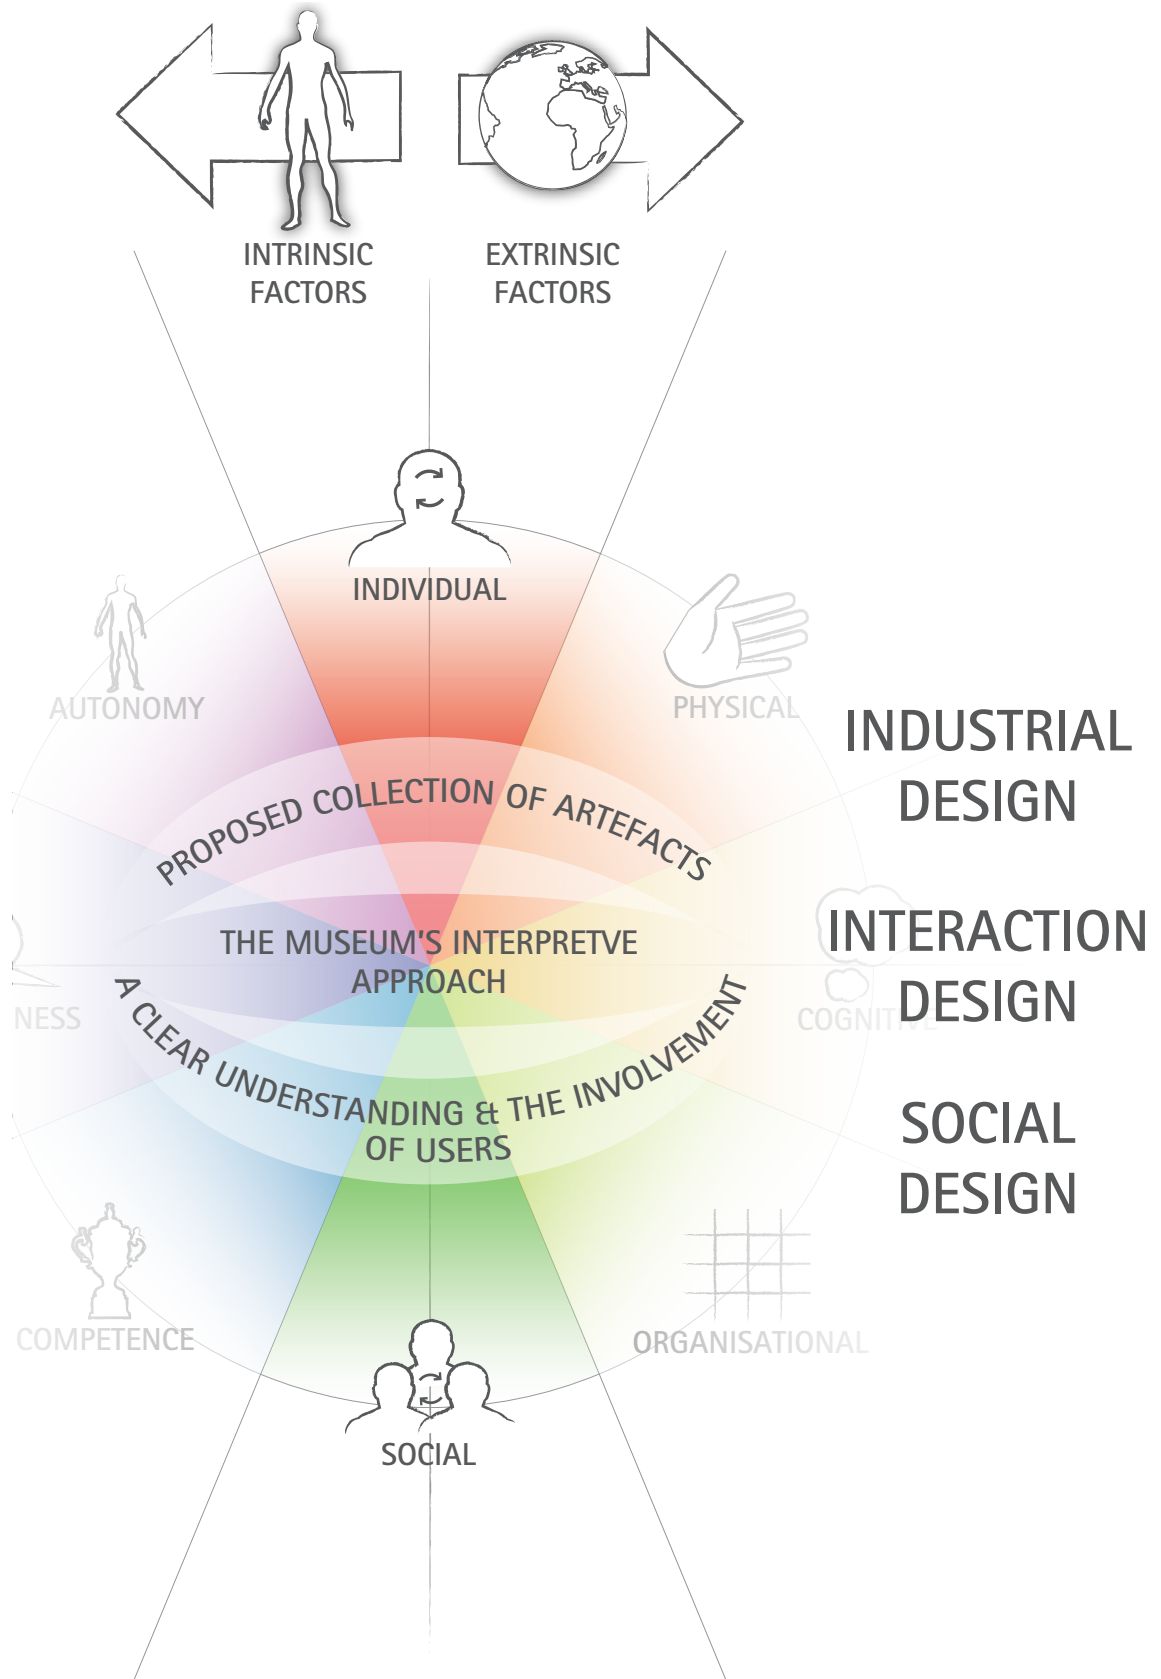 INTRINSIC
FACTORS
EXTRINSIC
FACTORS
INDIVIDUAL
AUTONOMY
PHYSICAL
INDUSTRIAL
DESIGN
PROPOSED COLLECTION OF ARTEFACTS
THE MUSEUM'S INTERPRETVE
APPROACH
INTERACTION
DESIGN
NESS
COGNITIVE
A CLEAR UNDERSTANDING & THE INVOLVEMENT
OF USERS
SOCIAL
DESIGN
COMPETENCE
ORGANISATIONAL
SOCIAL